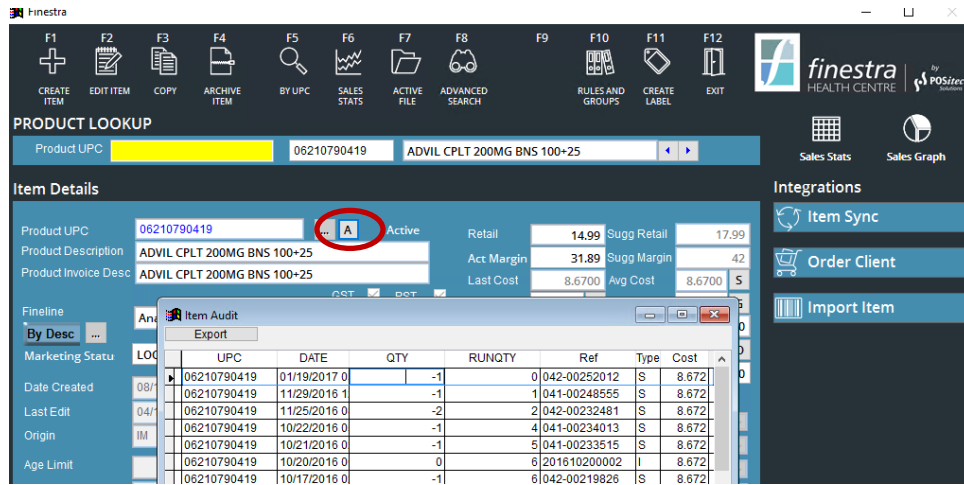 Finestra
F1 F2 F3 F4 F5 F6 F7 F8 F9 F10 F11 F12
CREATE ITEM EDIT ITEM COPY ARCHIVE ITEM BY UPC SALES STATS ACTIVE FILE ADVANCED SEARCH RULES AND GROUPS CREATE LABEL EXIT
finestra by POSitec Solutions
HEALTH CENTRE
PRODUCT LOOKUP
Product UPC 06210790419 ADVIL CPLT 200MG BNS 100+25
Sales Stats Sales Graph
Item Details
Integrations
Product UPC 06210790419 ... A Active Retail 14.99 Sugg Retail 17.99
Item Sync
Product Description ADVIL CPLT 200MG BNS 100+25 Act Margin 31.89 Sugg Margin 42
Order Client
Product Invoice Desc ADVIL CPLT 200MG BNS 100+25 Last Cost 8.6700 Avg Cost 8.6700 S
GST PST
Import Item
Fineline Ana
By Desc ...
Marketing Statu LOC
Date Created 08/
Last Edit 04/
Origin IM
Age Limit
Item Audit
Export
UPC DATE QTY RUNQTY Ref Type Cost
06210790419 01/19/2017 0 -1 0 042-00252012 S 8.672
06210790419 11/29/2016 1 -1 1 041-00248555 S 8.672
06210790419 11/25/2016 0 -2 2 042-00232481 S 8.672
06210790419 10/22/2016 0 -1 4 041-00234013 S 8.672
06210790419 10/21/2016 0 -1 5 041-00233515 S 8.672
06210790419 10/20/2016 0 0 6 201610200002 I 8.672
06210790419 10/17/2016 0 -1 6 042-00219826 S 8.672